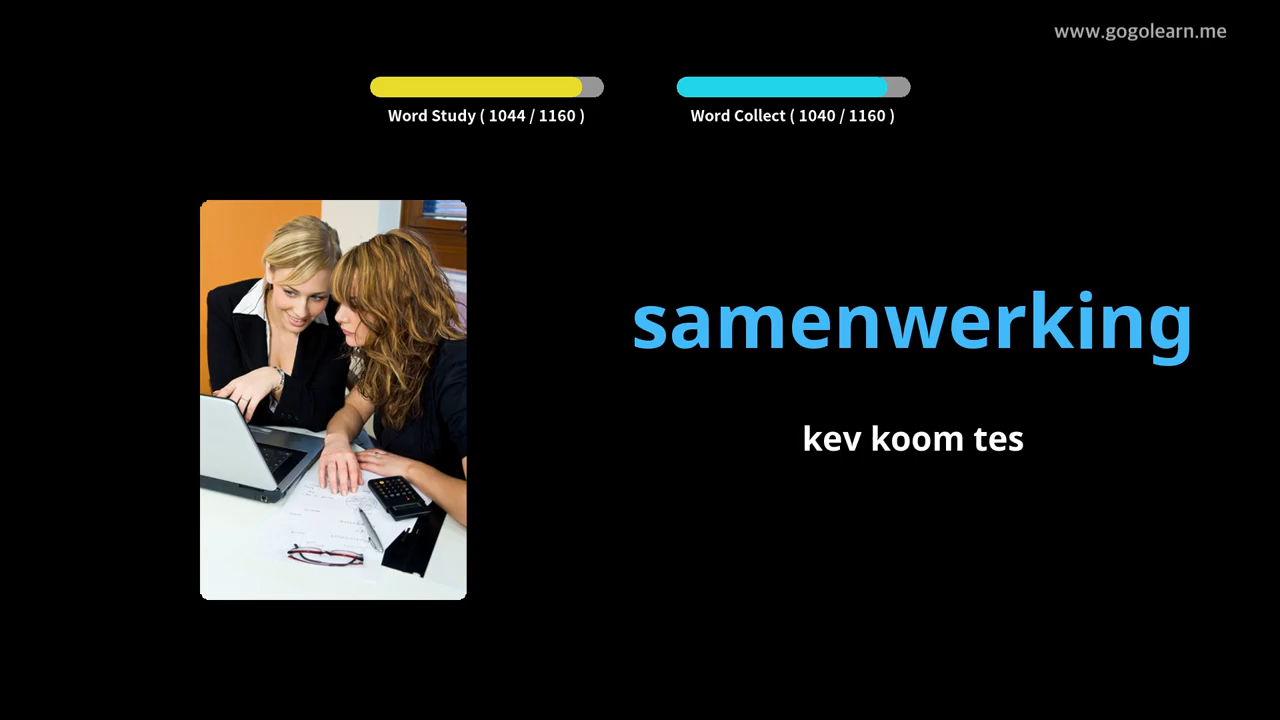 www.gogolearn.me
Word Study ( 1044 / 1160 )
Word Collect ( 1040 / 1160 )
samenwerking
kev koom tes